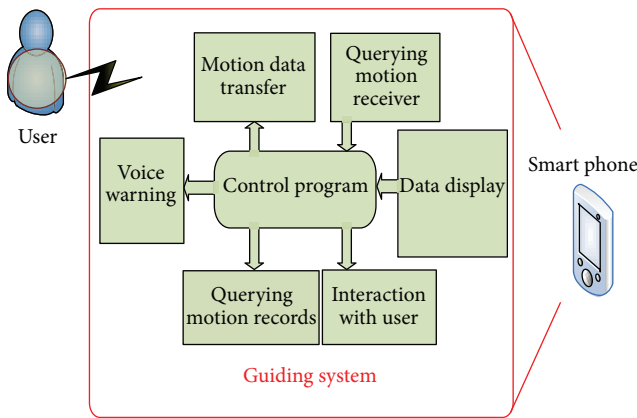 User
Motion data
transfer
Querying
motion
receiver
Voice
warning
Control program
Data display
Smart phone
Querying
motion records
Interaction
with user
Guiding system